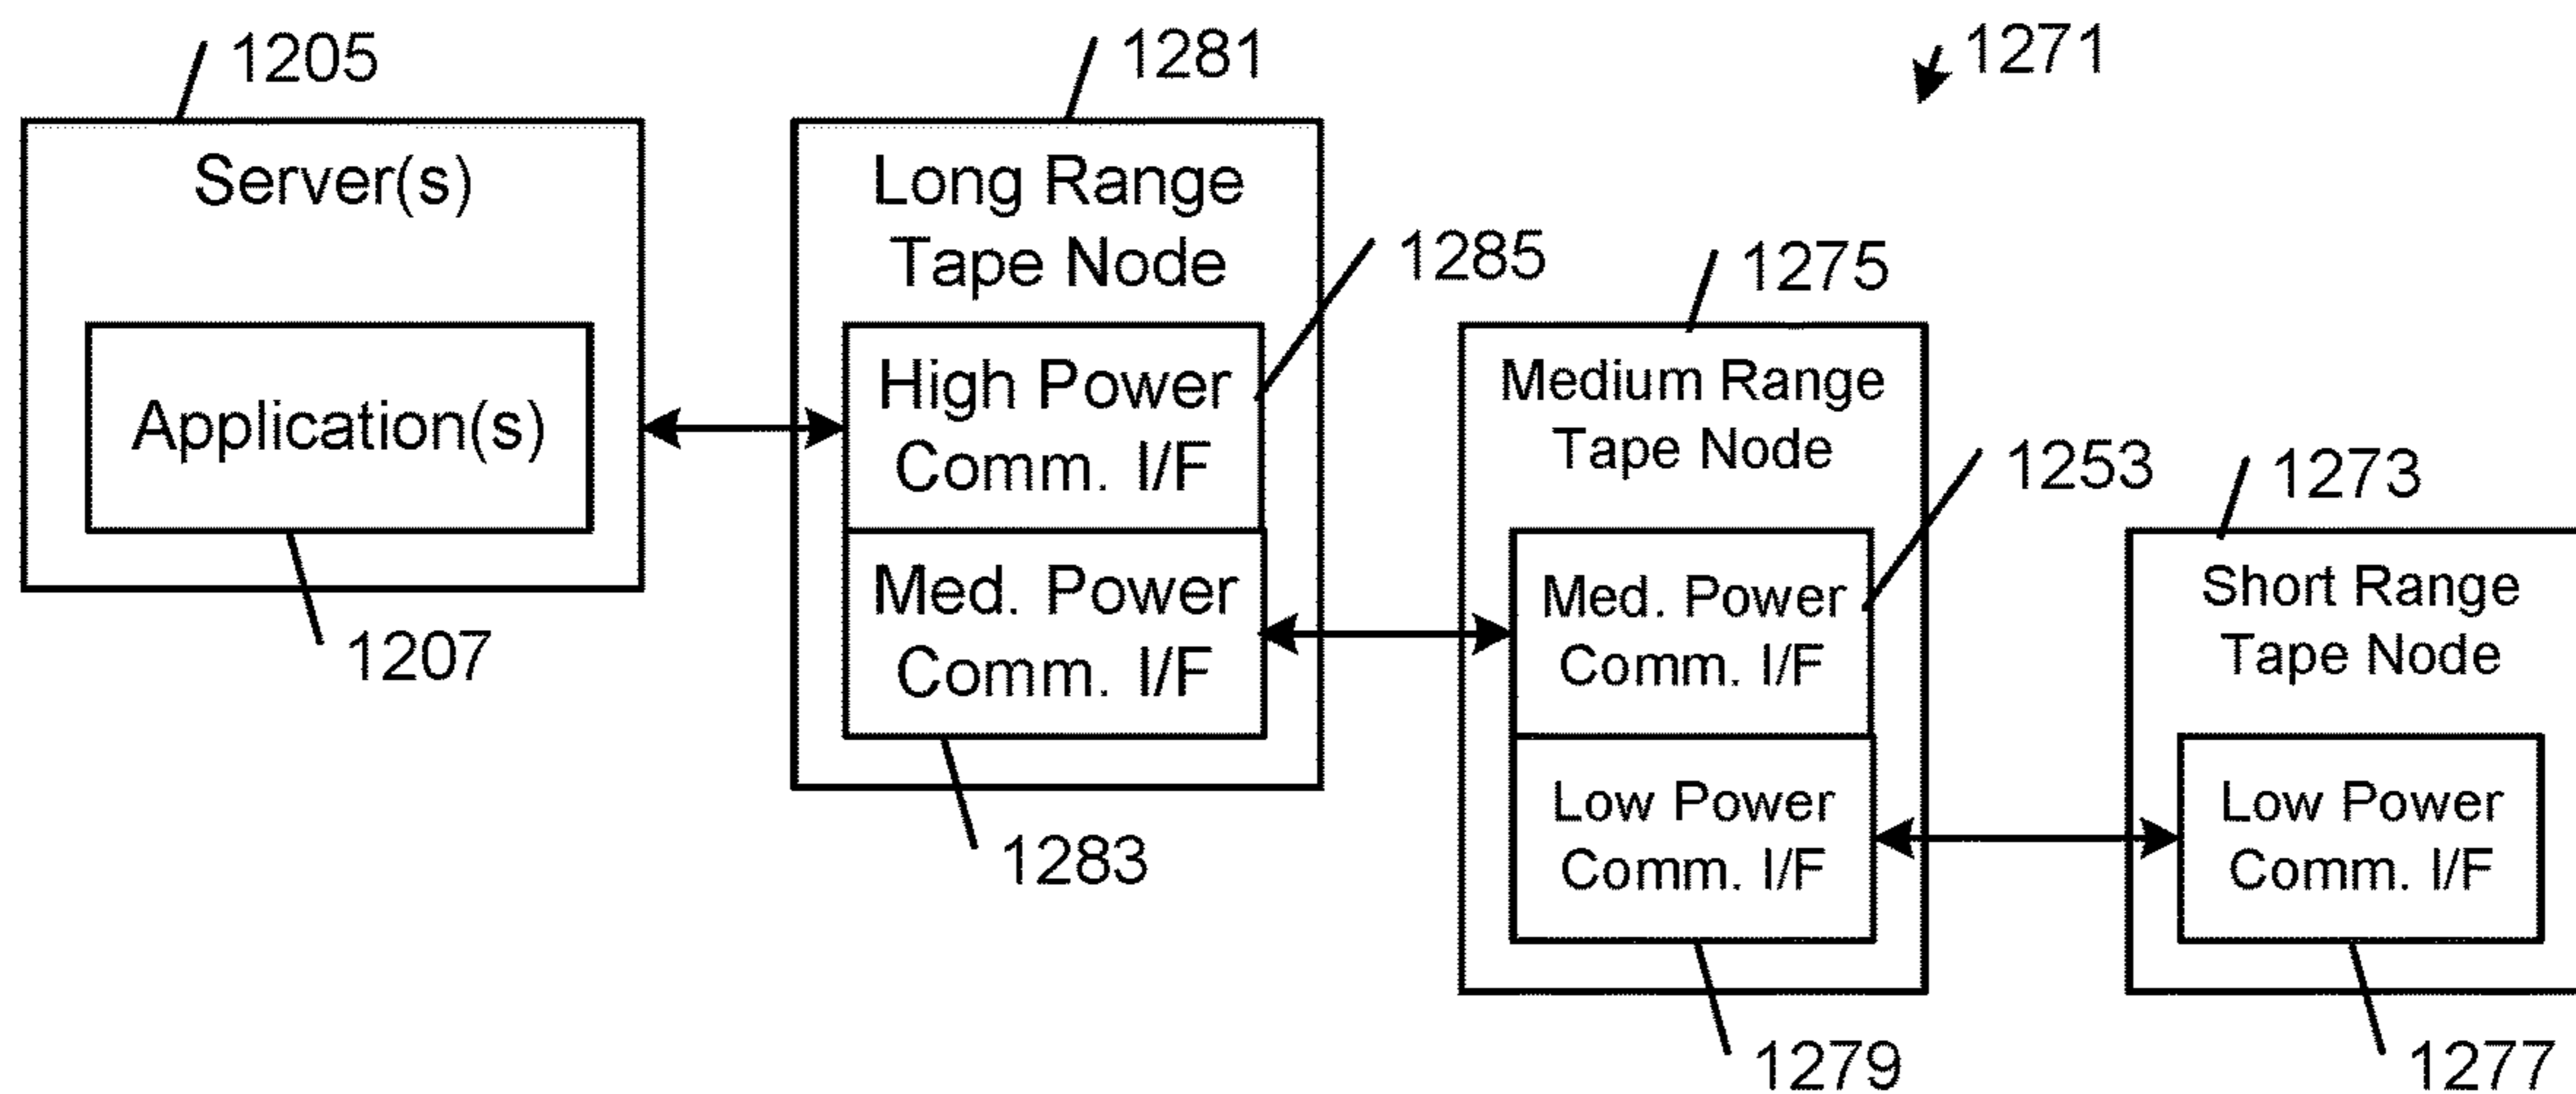 1205
1281
1271
Server(s)
Long Range
Tape Node
1285
1275
Application(s)
High Power
Comm. I/F
Medium Range
Tape Node
1253
1273
1207
Med. Power
Comm. I/F
Med. Power
Comm. I/F
Short Range
Tape Node
1283
Low Power
Comm. I/F
Low Power
Comm. I/F
1279
1277